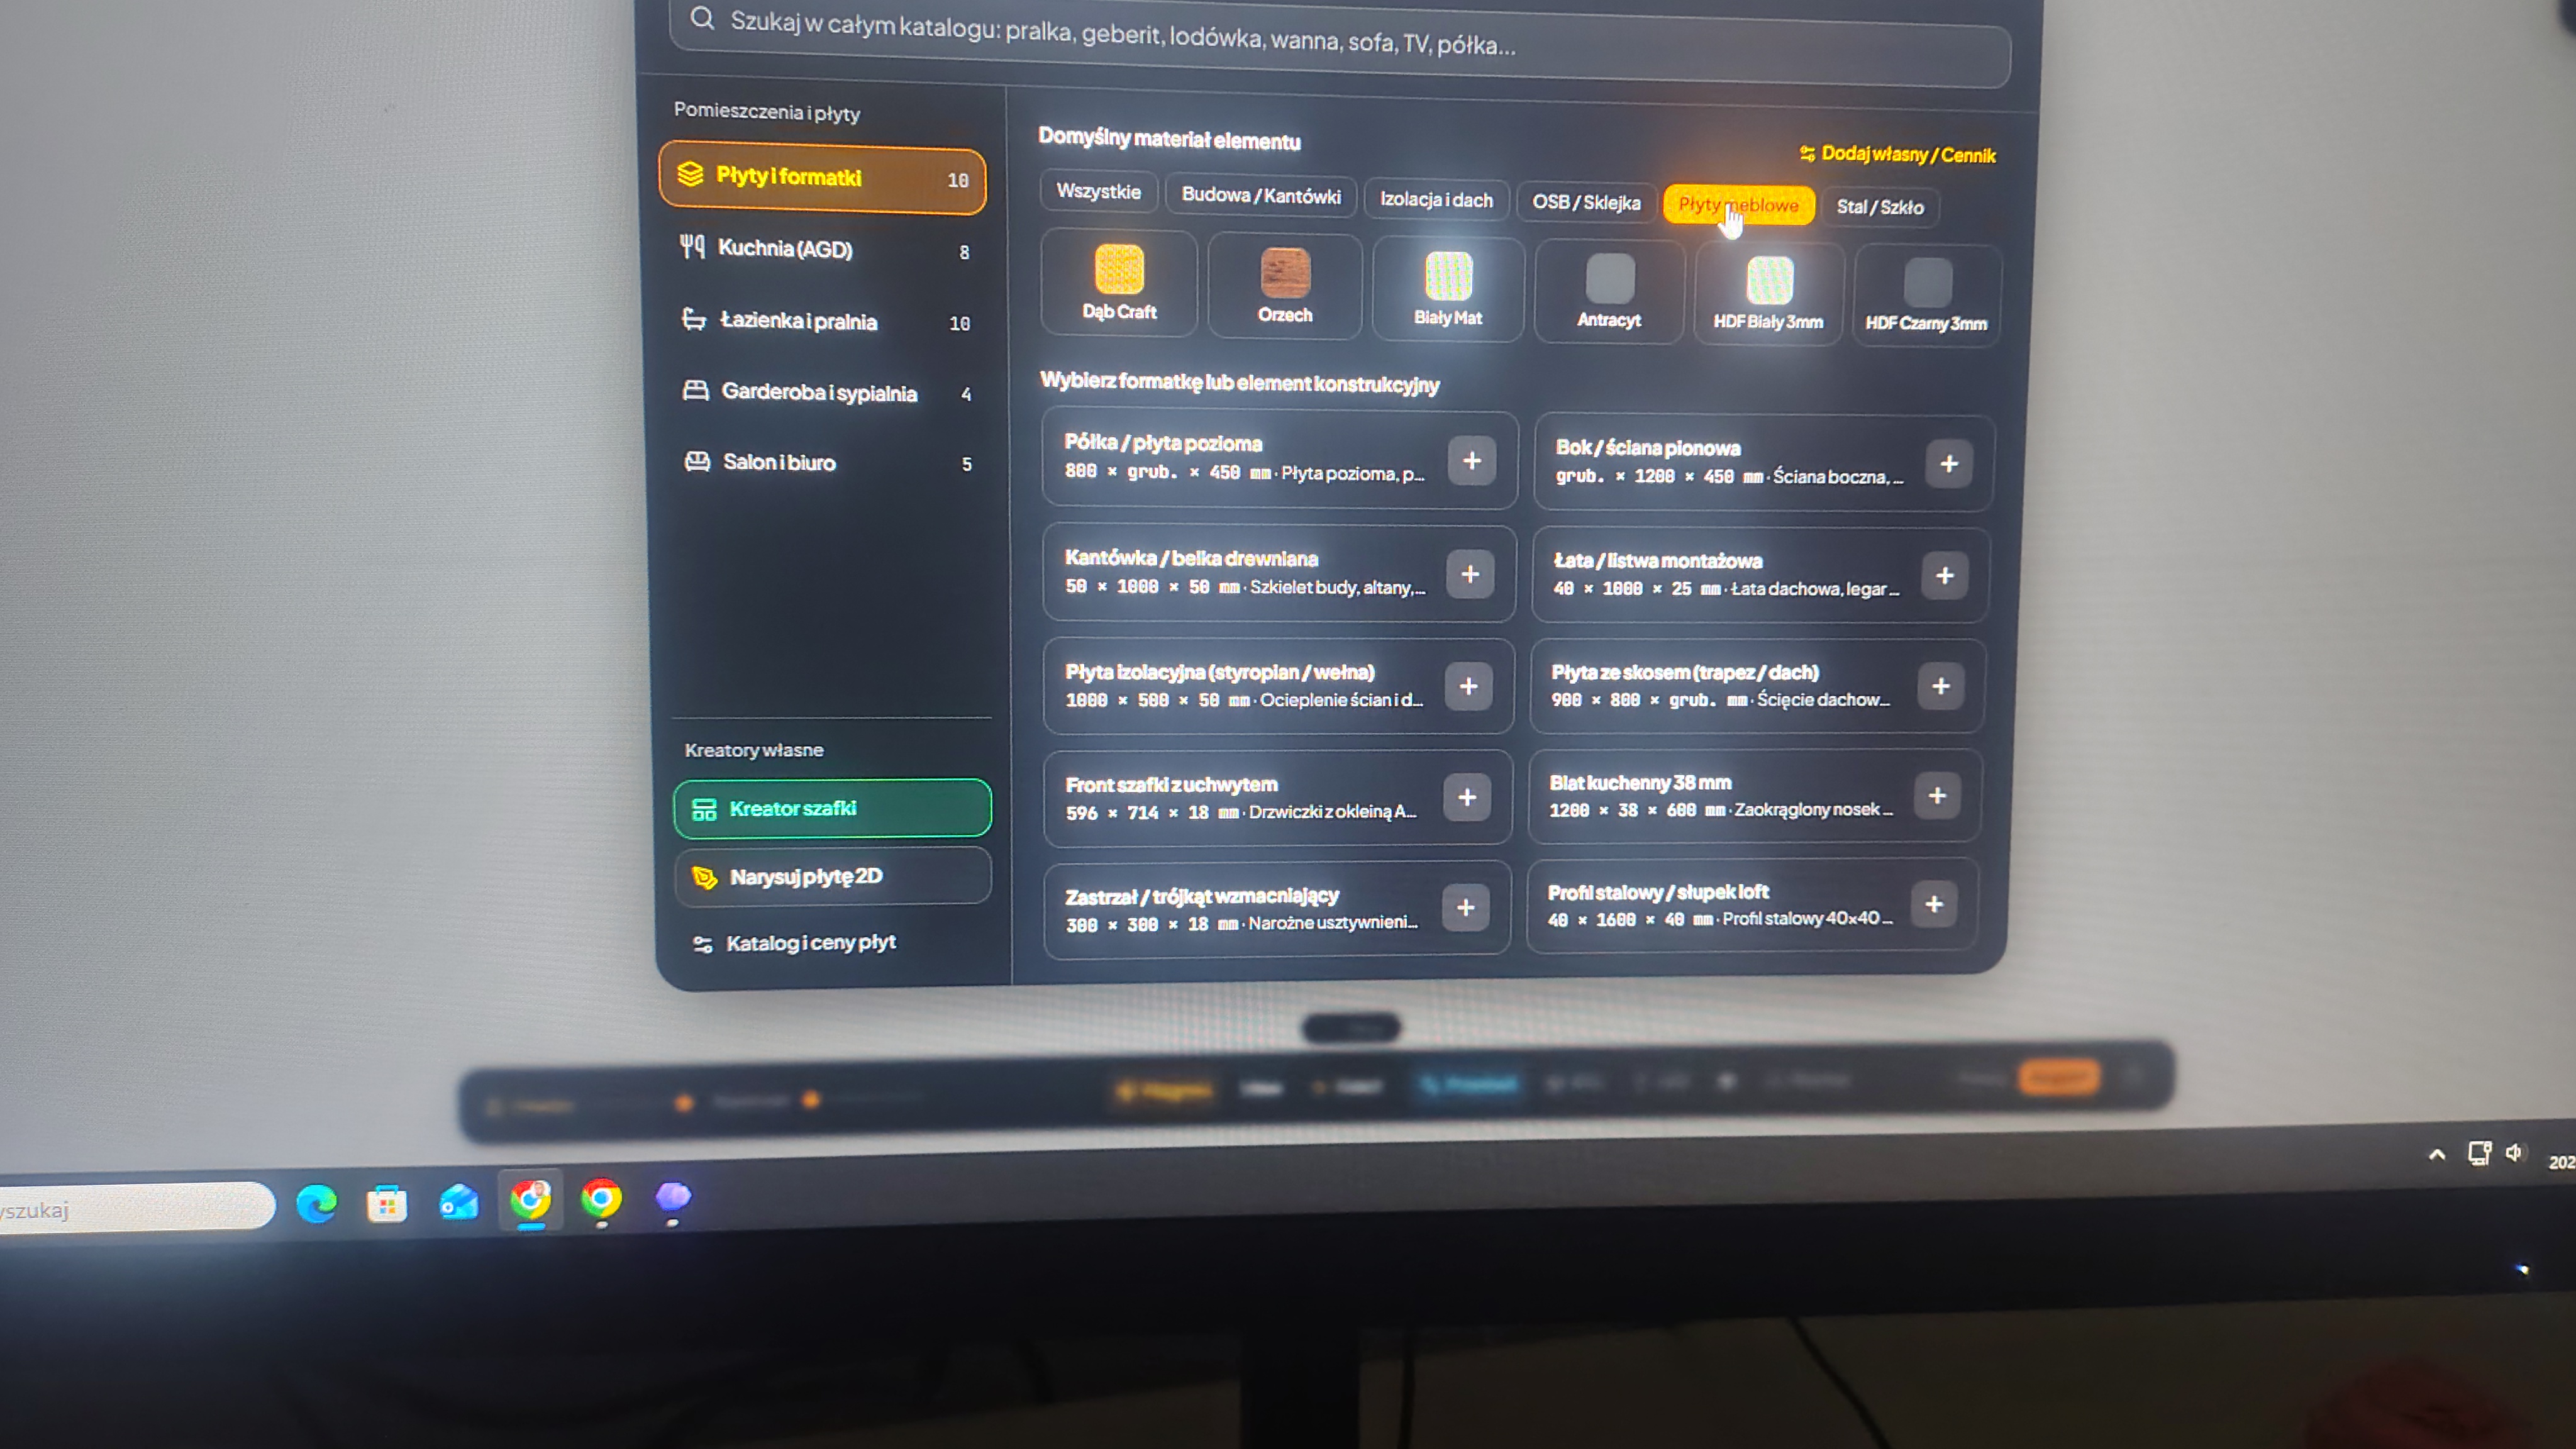 Szukaj w całym katalogu: pralka, geberit, lodówka, wanna, sofa, TV, półka...
Pomieszczenia i płyty
Płyty i formatki 10
Kuchnia (AGD) 8
Łazienka i pralnia 10
Garderoba i sypialnia 4
Salon i biuro 5
Kreatory własne
Kreator szafki
Narysuj płytę 2D
Katalog i ceny płyt
Domyślny materiał elementu
Dodaj własny / Cennik
Wszystkie
Budowa / Kantówki
Izolacja i dach
OSB / Sklejka
Płyty meblowe
Stal / Szkło
Dąb Craft
Orzech
Biały Mat
Antracyt
HDF Biały 3mm
HDF Czarny 3mm
Wybierz formatkę lub element konstrukcyjny
Półka / płyta pozioma
800 × grub. × 450 mm · Płyta pozioma, p...
Bok / ściana pionowa
grub. × 1200 × 450 mm · Ściana boczna, ...
Kantówka / belka drewniana
50 × 1000 × 50 mm · Szkielet budy, altany,...
Łata / listwa montażowa
40 × 1000 × 25 mm · Łata dachowa, legar ...
Płyta izolacyjna (styropian / wełna)
1000 × 500 × 50 mm · Ocieplenie ścian i d...
Płyta ze skosem (trapez / dach)
900 × 800 × grub. mm · Ścięcie dachow...
Front szafki z uchwytem
596 × 714 × 18 mm · Drzwiczki z okleiną A...
Blat kuchenny 38 mm
1200 × 38 × 600 mm · Zaokrąglony nosek ...
Zastrzał / trójkąt wzmacniający
300 × 300 × 18 mm · Narożne usztywnieni...
Profil stalowy / słupek loft
40 × 1600 × 40 mm · Profil stalowy 40×40 ...
yszukaj
202